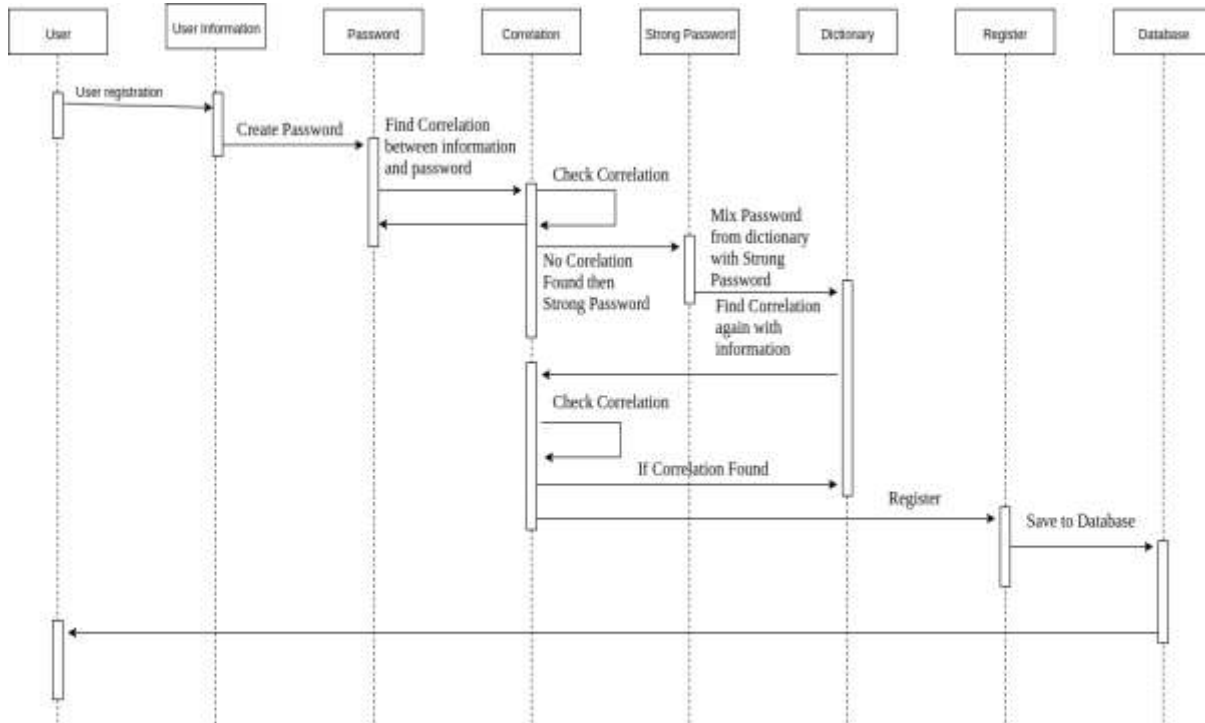 User
User Information
Password
Correlation
Strong Password
Dictionary
Register
Database
User registration
Create Password
Find Correlation
between information
and password
Check Correlation
No Corelation
Found then
Strong Password
Mix Password
from dictionary
with Strong
Password
Find Correlation
again with
information
Check Correlation
If Correlation Found
Register
Save to Database